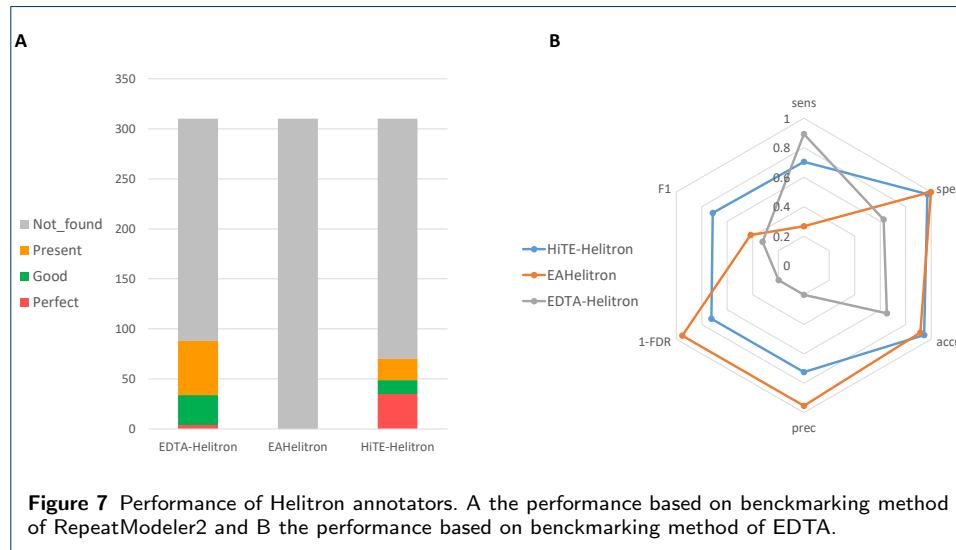 A
B
350
300
250
200
150
100
50
0
Not_found
Present
Good
Perfect
EDTA-Helitron
EAHelitron
HiTE-Helitron
sens
1
0.8
0.6
0.4
0.2
0
F1
spe
1-FDR
accu
prec
HiTE-Helitron
EAHelitron
EDTA-Helitron
Figure 7 Performance of Helitron annotators. A the performance based on benckmarking method
of RepeatModeler2 and B the performance based on benckmarking method of EDTA.